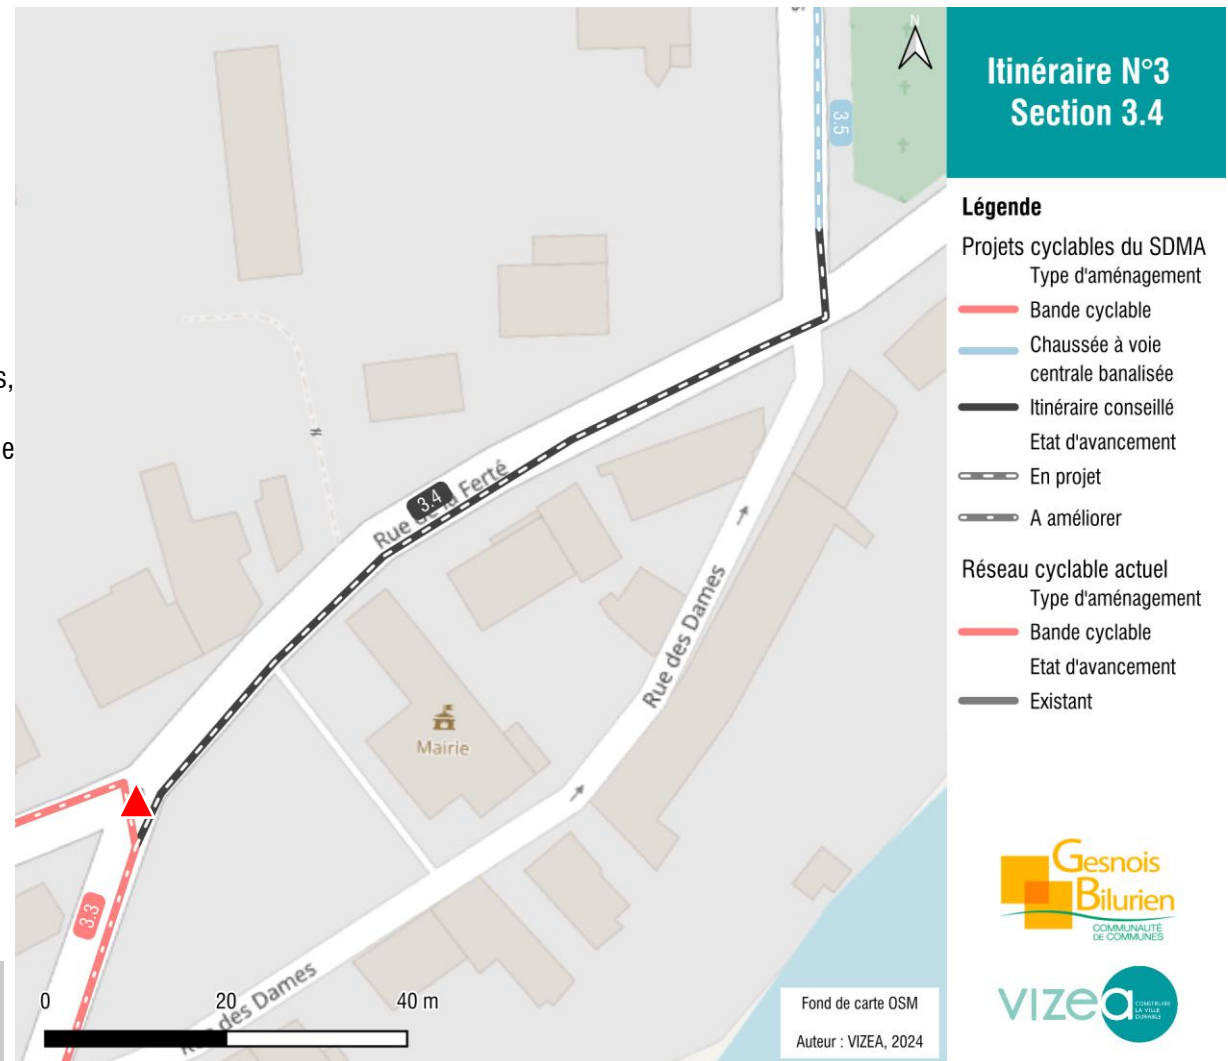 N
Itinéraire N°3
Section 3.4
3.5
Légende
Projets cyclables du SDMA
Type d'aménagement
Bande cyclable
Chaussée à voie
centrale banalisée
Itinéraire conseillé
Etat d'avancement
En projet
A améliorer
Réseau cyclable actuel
Type d'aménagement
Bande cyclable
Etat d'avancement
Existant
s,
e
3.4
Rue de la Ferté
Rue des Dames
Mairie
3.3
Rue des Dames
0 20 40 m
Gesnois
Bilurien
COMMUNAUTÉ
DE COMMUNES
vizea
CONSTRUIRE
LA VILLE
DURABLE
Fond de carte OSM
Auteur : VIZEA, 2024